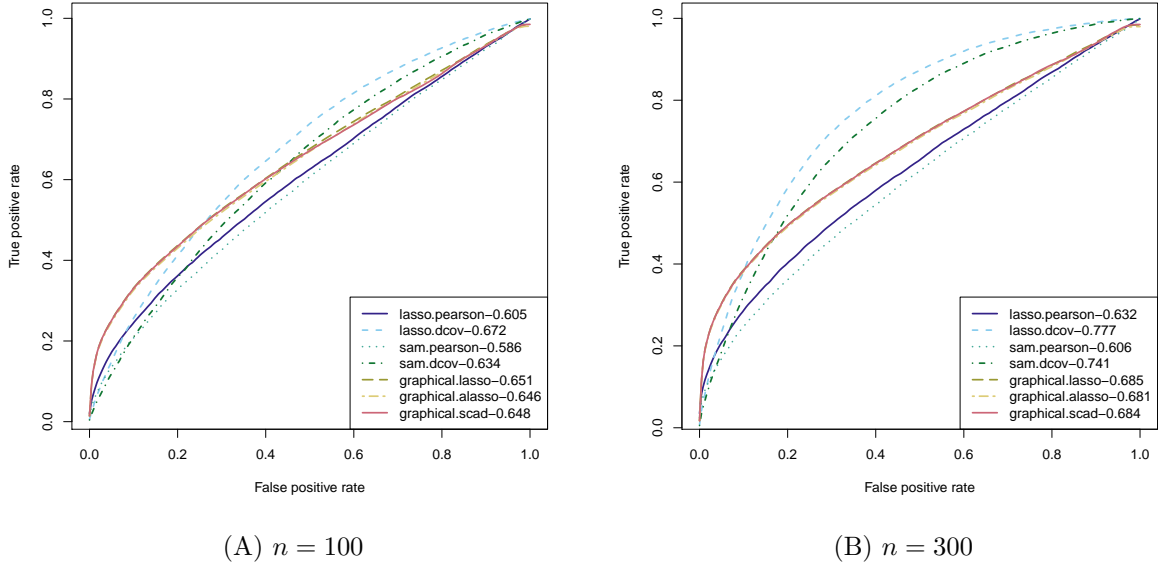 1.0
0.8
0.6
0.4
0.2
0.0
True positive rate
0.0 0.2 0.4 0.6 0.8 1.0
False positive rate
lasso.pearson−0.605
lasso.dcov−0.672
sam.pearson−0.586
sam.dcov−0.634
graphical.lasso−0.651
graphical.alasso−0.646
graphical.scad−0.648
(A) n = 100
1.0
0.8
0.6
0.4
0.2
0.0
True positive rate
0.0 0.2 0.4 0.6 0.8 1.0
False positive rate
lasso.pearson−0.632
lasso.dcov−0.777
sam.pearson−0.606
sam.dcov−0.741
graphical.lasso−0.685
graphical.alasso−0.681
graphical.scad−0.684
(B) n = 300